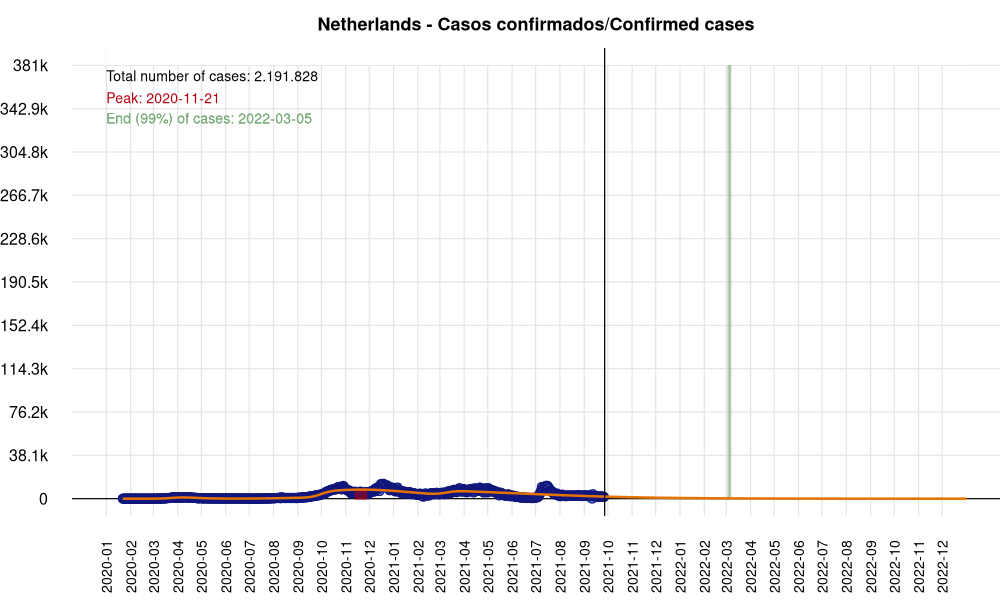 Netherlands - Casos confirmados/Confirmed cases
Total number of cases: 2.191.828
Peak: 2020-11-21
End (99%) of cases: 2022-03-05
381k
342.9k
304.8k
266.7k
228.6k
190.5k
152.4k
114.3k
76.2k
38.1k
0
2020-01
2020-02
2020-03
2020-04
2020-05
2020-06
2020-07
2020-08
2020-09
2020-10
2020-11
2020-12
2021-01
2021-03
2021-04
2021-05
2021-06
2021-07
2021-08
2021-09
2021-10
2021-11
2021-12
2022-01
2022-02
2022-03
2022-04
2022-05
2022-06
2022-07
2022-08
2022-09
2022-10
2022-11
2022-12